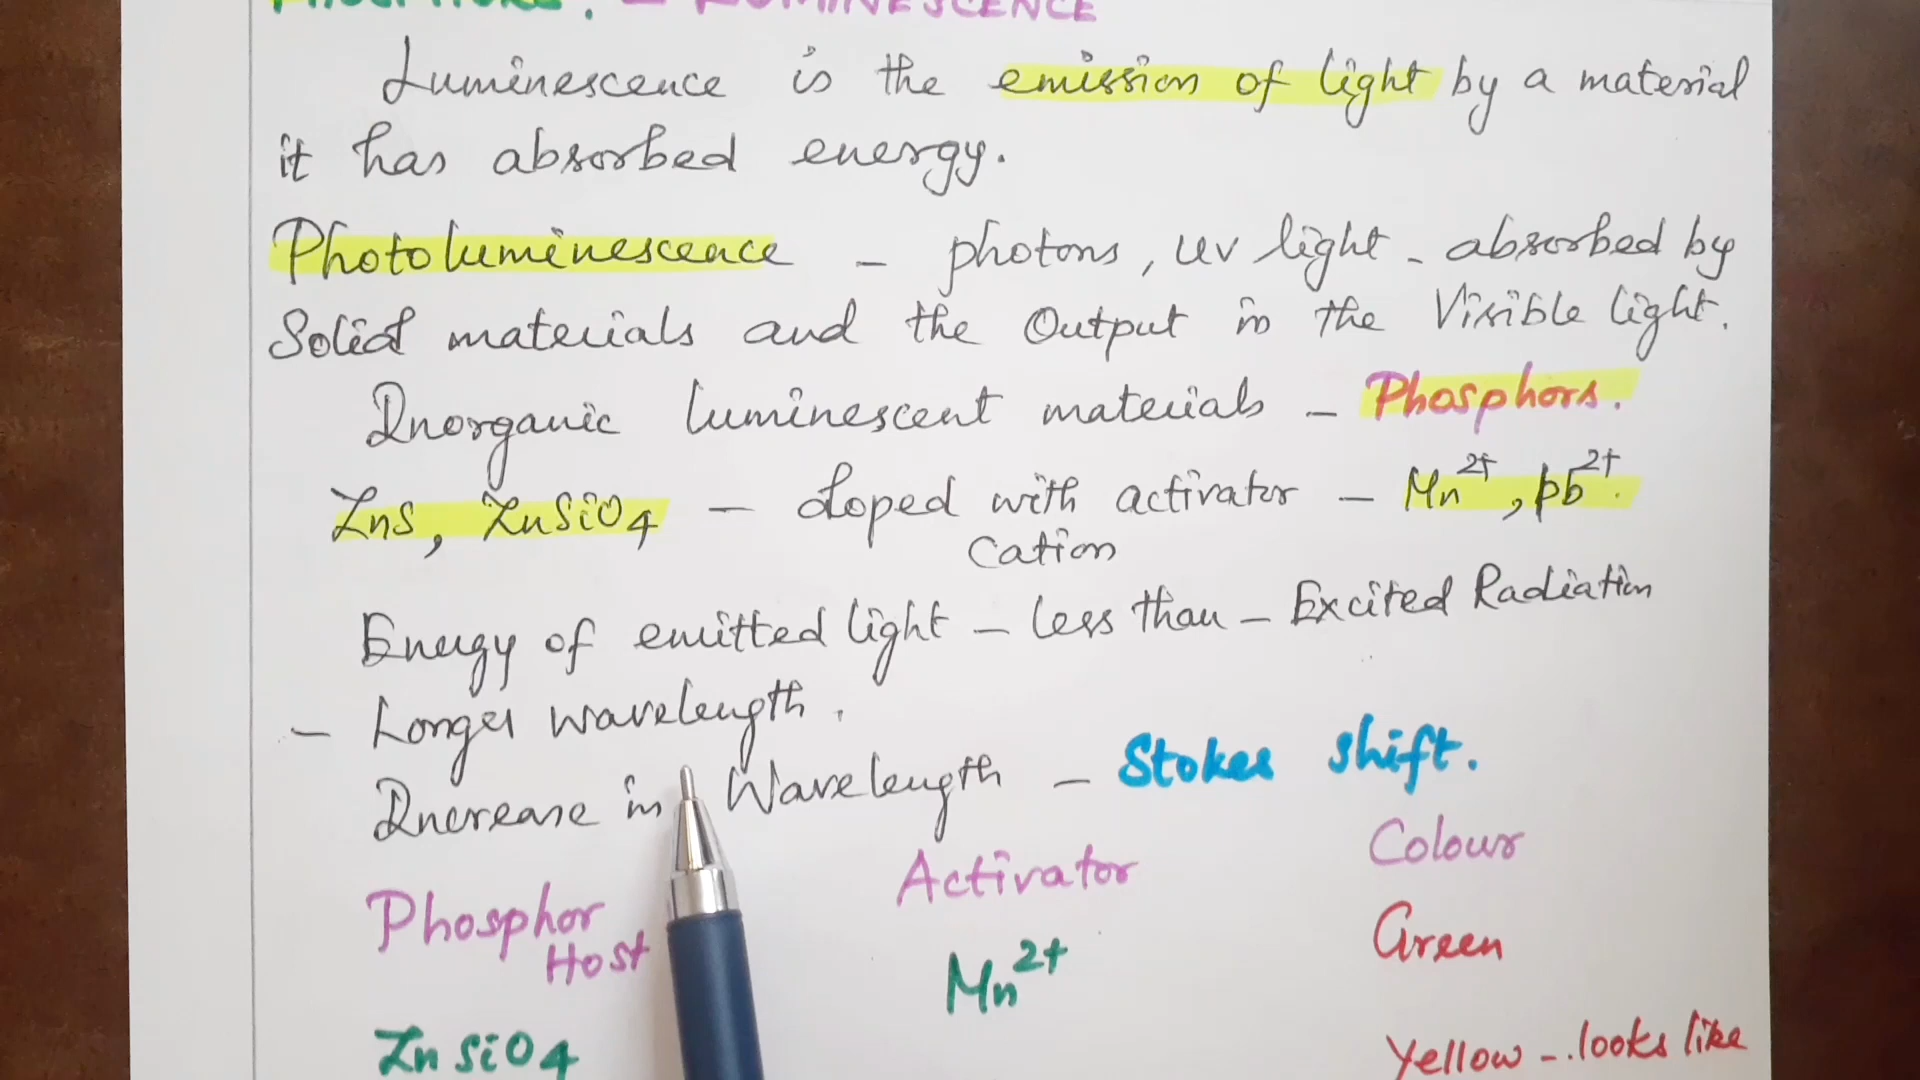 PHOSPHORS. - LUMINESCENCE
Luminescence is the emission of light by a material
it has absorbed energy.
Photoluminescence - photons, UV light - absorbed by
Solid materials and the Output in the Visible light.
Inorganic luminescent materials - Phosphors.
ZnS, ZnSiO4 - doped with activator - Mn2+, pb2+.
Cation
Energy of emitted light - less than - Excited Radiation
- Longer wavelength.
Increase in Wavelength - Stokes shift.
Phosphor Host Activator Colour
Mn2+ Green
ZnSiO4 Yellow - looks like